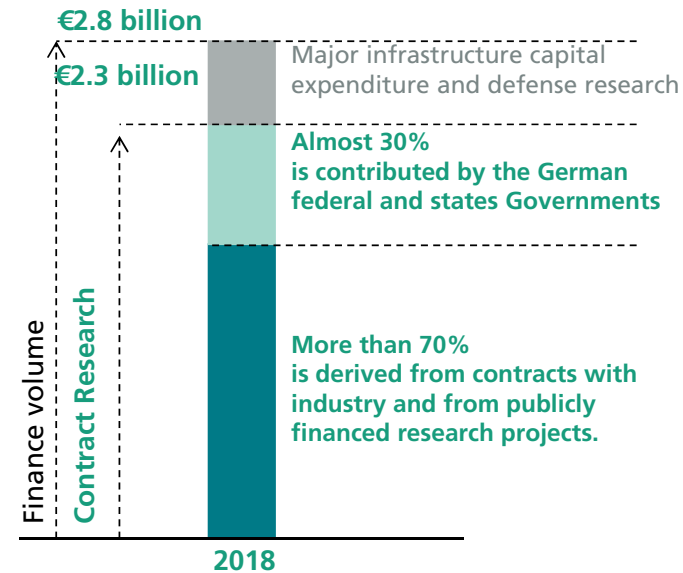 €2.8 billion
€2.3 billion
Major infrastructure capital
expenditure and defense research
Almost 30%
is contributed by the German
federal and states Governments
More than 70%
is derived from contracts with
industry and from publicly
financed research projects.
Finance volume
Contract Research
2018